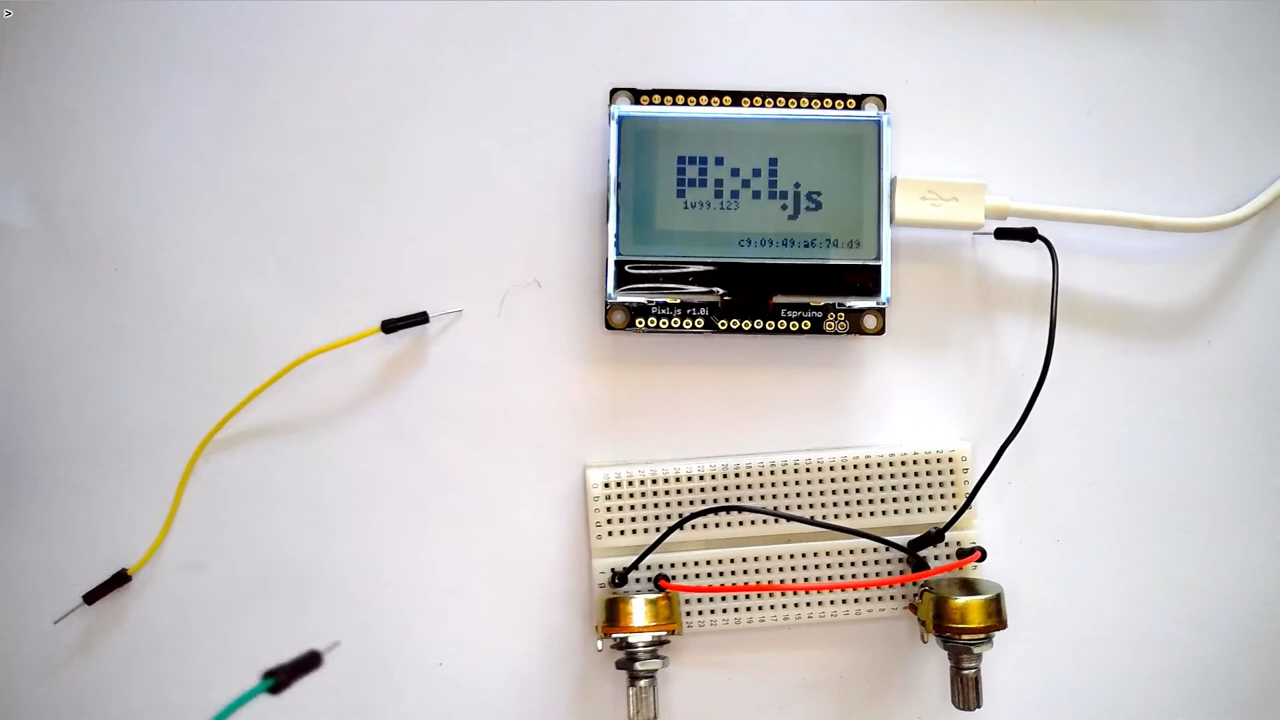 >
Pixl.js
1v99.123
c9:09:49:a6:74:d9
Pixl.js r1.0i
Espruino